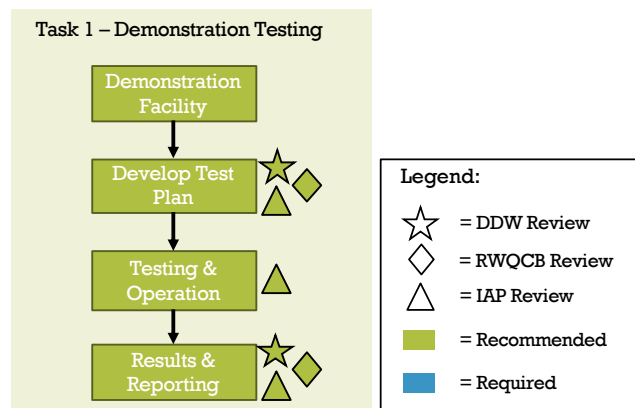 Task 1 – Demonstration Testing
Demonstration
Facility
Develop Test
Plan
Testing &
Operation
Results &
Reporting
Legend:
= DDW Review
= RWQCB Review
= IAP Review
= Recommended
= Required